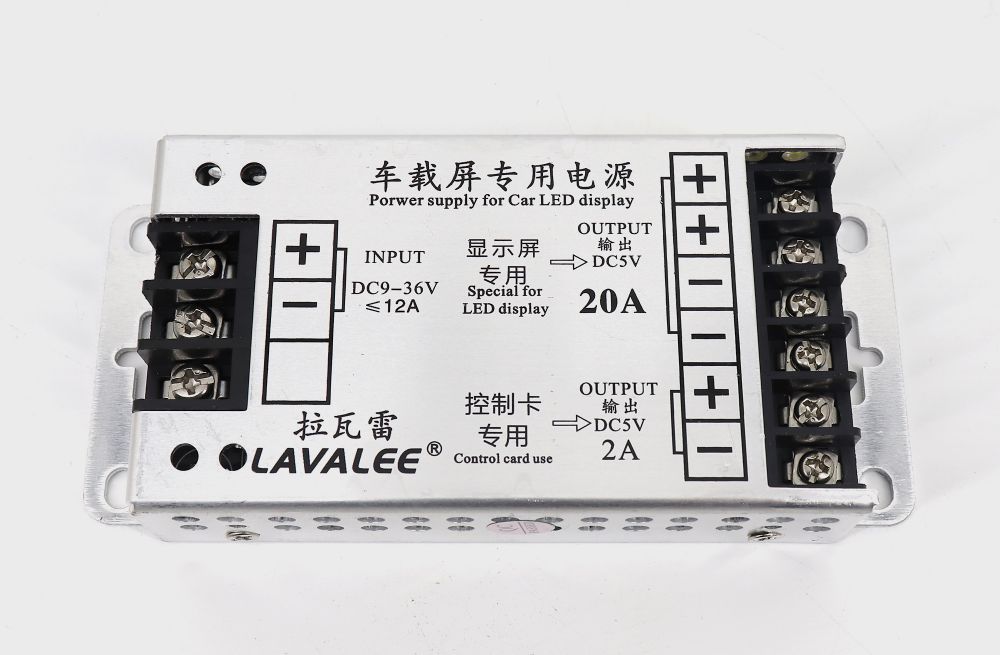 车载屏专用电源
Porwer supply for Car LED display
+
−
INPUT
DC9-36V
≤12A
显示屏
专用
Special for
LED display
OUTPUT
输出
DC5V
20A
+
+
−
−
控制卡
专用
Control card use
OUTPUT
输出
DC5V
2A
+
−
拉瓦雷
LAVALEE®